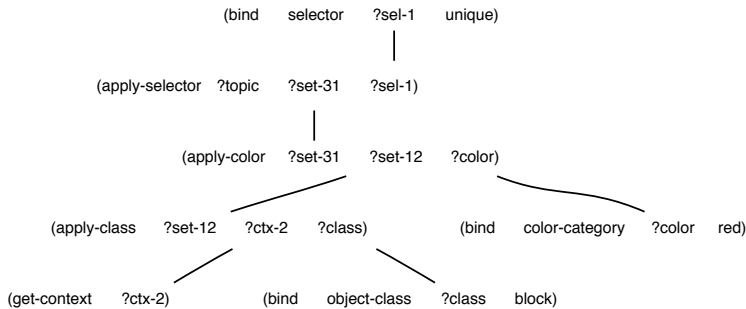 (bind selector ?sel-1 unique)
(apply-selector ?topic ?set-31 ?sel-1)
(apply-color ?set-31 ?set-12 ?color)
(apply-class ?set-12 ?ctx-2 ?class) (bind color-category ?color red)
(get-context ?ctx-2) (bind object-class ?class block)